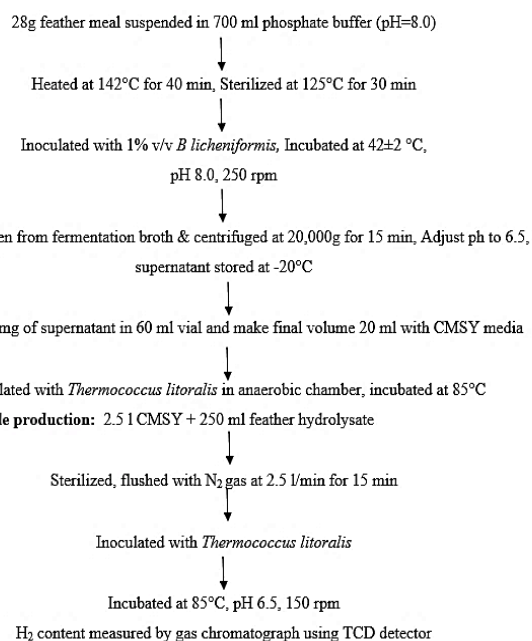 28g feather meal suspended in 700 ml phosphate buffer (pH=8.0)
Heated at 142°C for 40 min, Sterilized at 125°C for 30 min
Inoculated with 1% v/v B licheniformis, Incubated at 42±2 °C,
pH 8.0, 250 rpm
from fermentation broth & centrifuged at 20,000g for 15 min, Adjust ph to 6.5,
supernatant stored at -20°C
mg of supernatant in 60 ml vial and make final volume 20 ml with CMSY media
with Thermococcus litoralis in anaerobic chamber, incubated at 85°C
production: 2.5 l CMSY + 250 ml feather hydrolysate
Sterilized, flushed with N₂ gas at 2.5 l/min for 15 min
Inoculated with Thermococcus litoralis
Incubated at 85°C, pH 6.5, 150 rpm
H₂ content measured by gas chromatograph using TCD detector